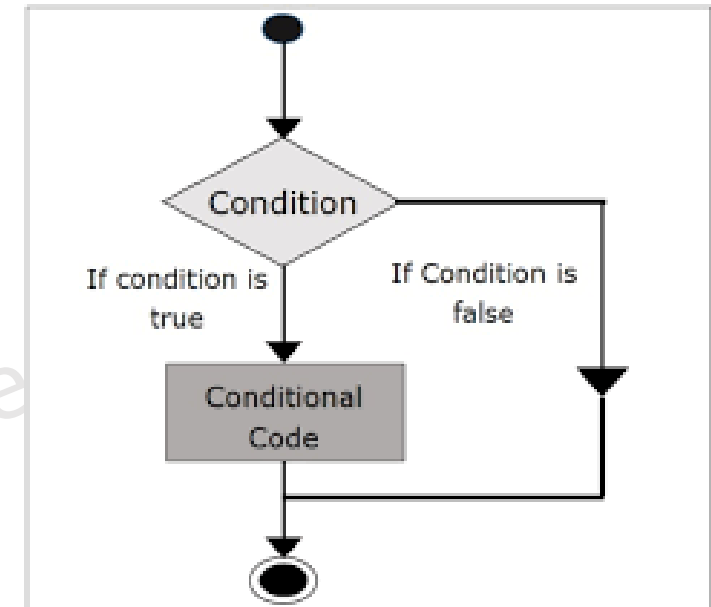 Condition
If condition is
true
If Condition is
false
Conditional
Code